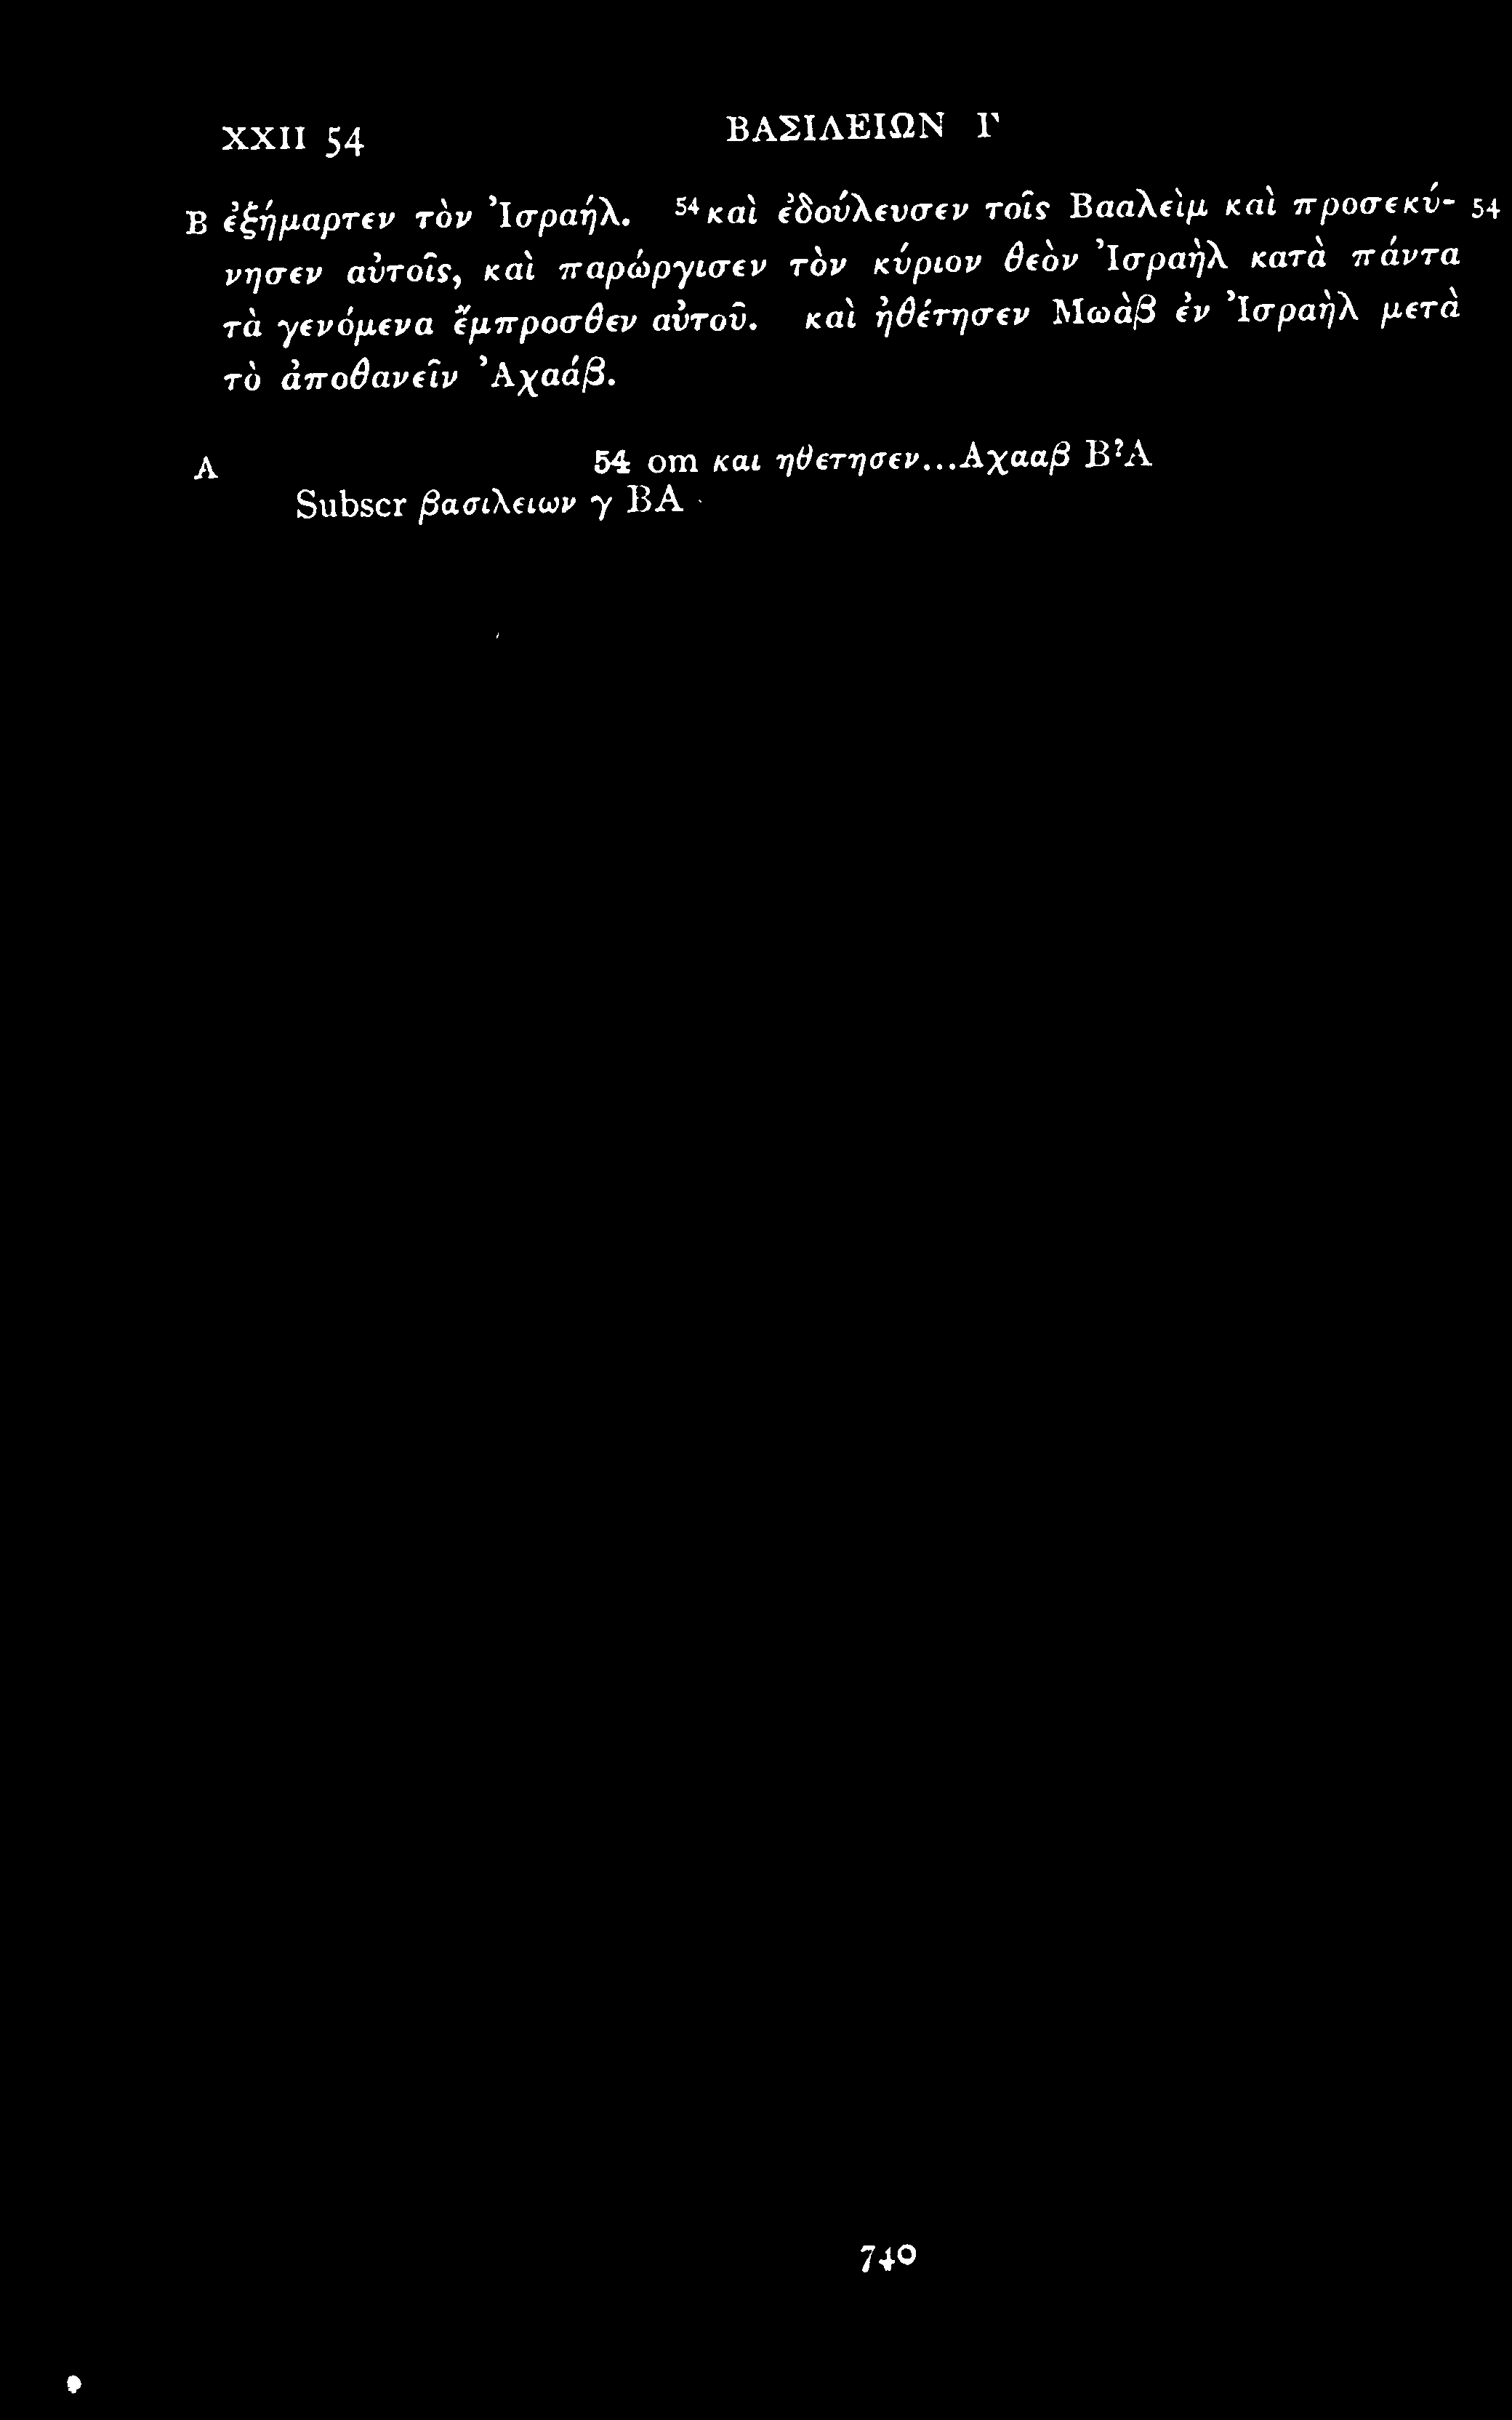 XXII 54 ΒΑΣΙΛΕΙΩΝ Γ
B ἐξήμαρτεν τὸν Ἰσραήλ. 54 καὶ ἐδούλευσεν τοῖς Βααλεὶμ καὶ προσεκύ- 54
νησεν αὐτοῖς, καὶ παρώργισεν τὸν κύριον θεὸν Ἰσραὴλ κατὰ πάντα
τὰ γενόμενα ἔμπροσθεν αὐτοῦ. καὶ ἠθέτησεν Μωὰβ ἐν Ἰσραὴλ μετὰ
τὸ ἀποθανεῖν Ἀχαάβ.
A 54 om και ηθετησεν...Αχααβ B?A
Subscr βασιλειων γ BA
740